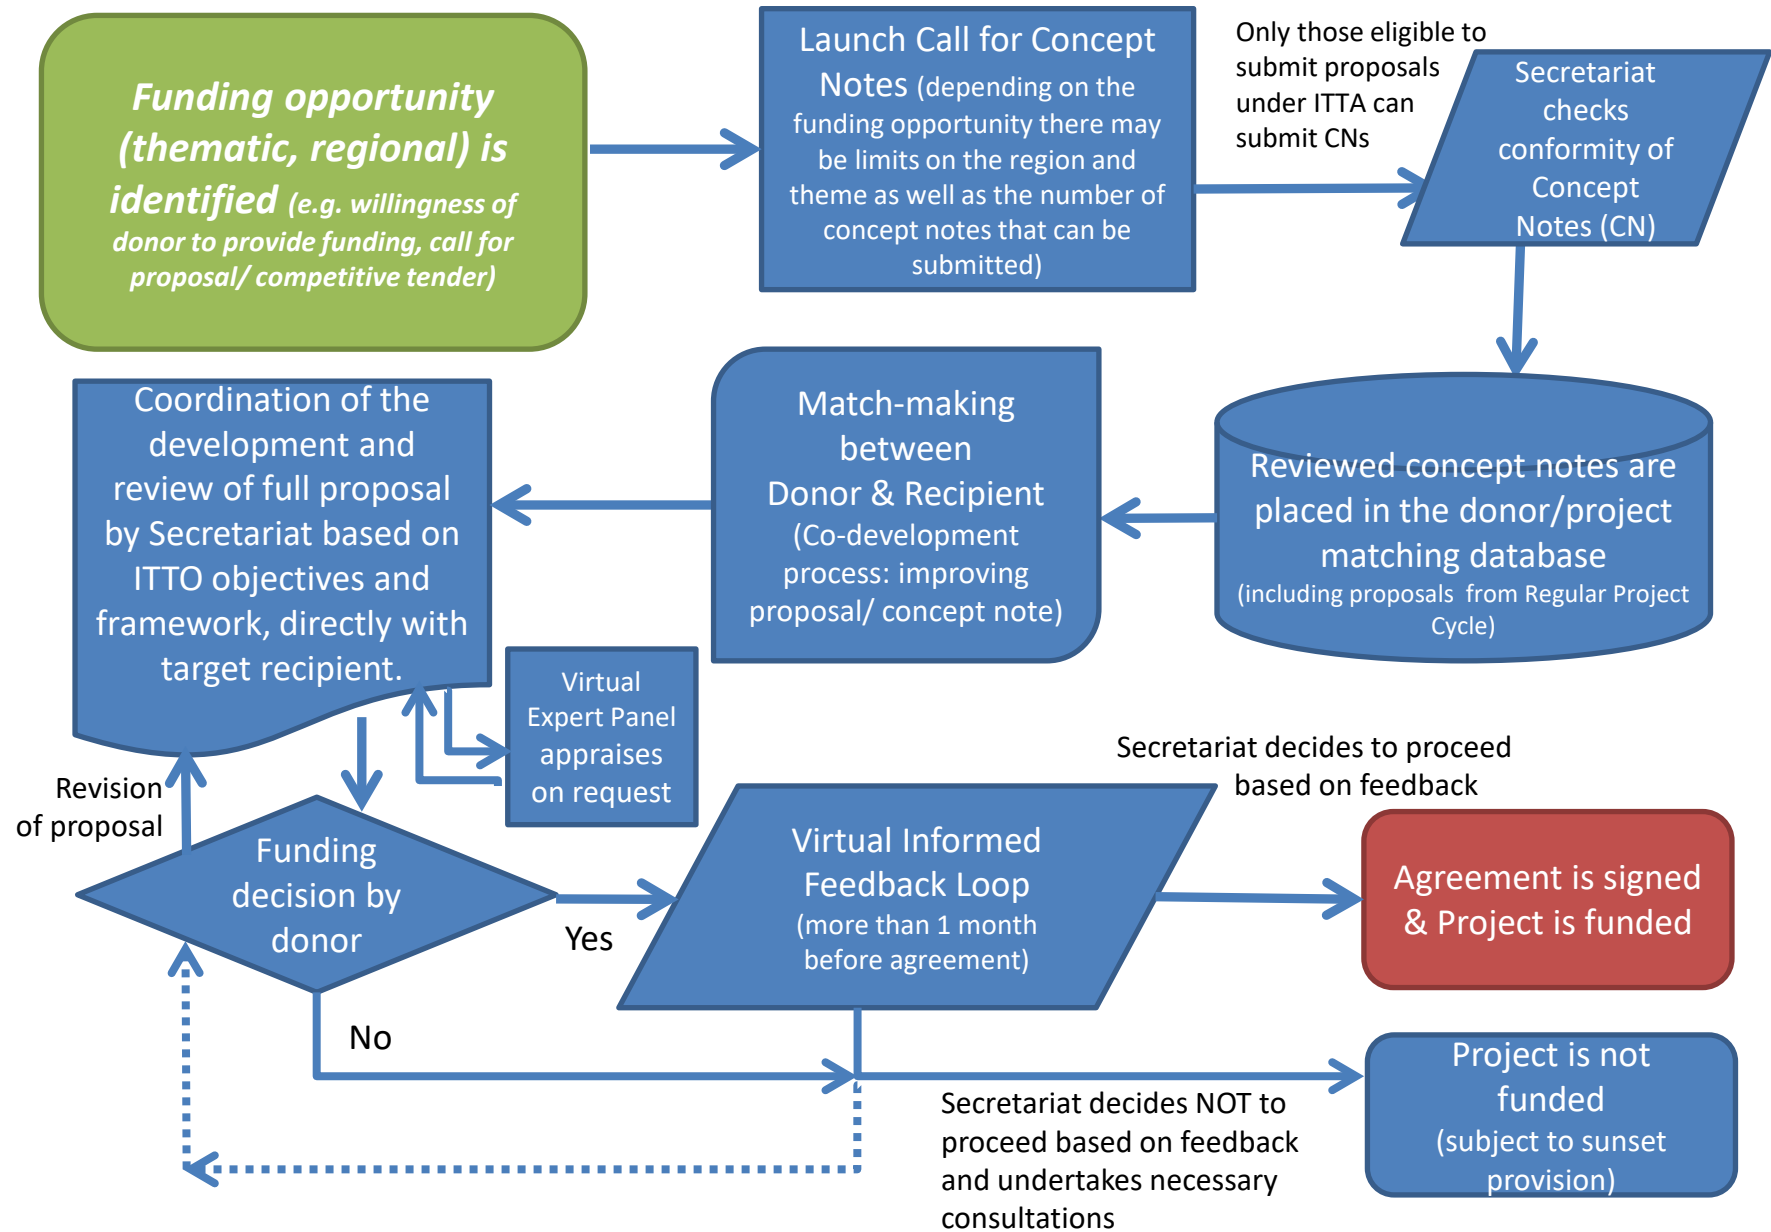 Funding opportunity
(thematic, regional) is
identified (e.g. willingness of
donor to provide funding, call for
proposal/ competitive tender)
Launch Call for Concept
Notes (depending on the
funding opportunity there may
be limits on the region and
theme as well as the number of
concept notes that can be
submitted)
Only those eligible to
submit proposals
under ITTA can
submit CNs
Secretariat
checks
conformity of
Concept
Notes (CN)
Coordination of the
development and
review of full proposal
by Secretariat based on
ITTO objectives and
framework, directly with
target recipient.
Match-making
between
Donor & Recipient
(Co-development
process: improving
proposal/ concept note)
Reviewed concept notes are
placed in the donor/project
matching database
(including proposals from Regular Project
Cycle)
Virtual
Expert Panel
appraises
on request
Revision
of proposal
Funding
decision by
donor
Yes
No
Virtual Informed
Feedback Loop
(more than 1 month
before agreement)
Secretariat decides to proceed
based on feedback
Agreement is signed
& Project is funded
Secretariat decides NOT to
proceed based on feedback
and undertakes necessary
consultations
Project is not
funded
(subject to sunset
provision)